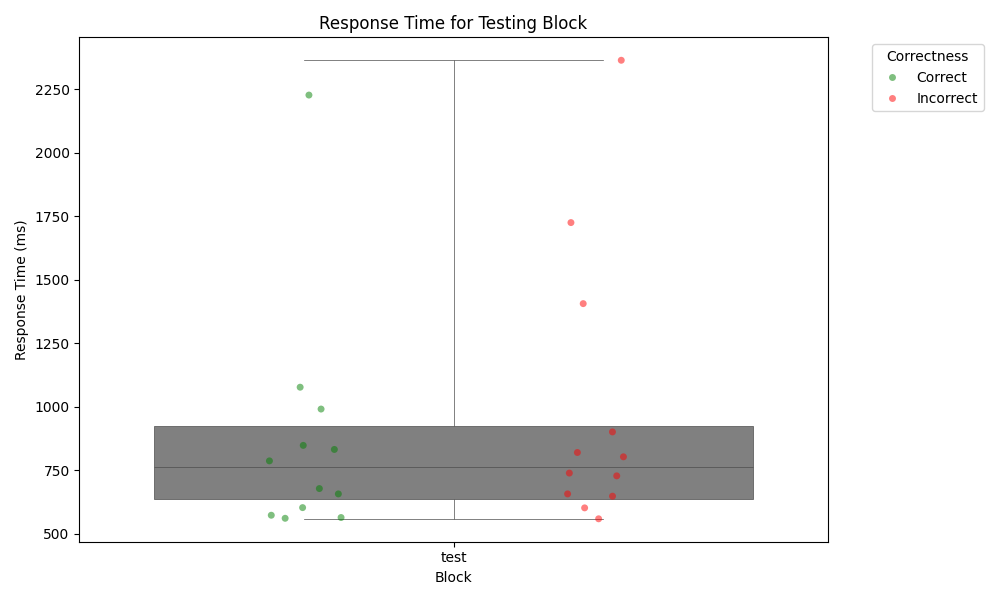 Response Time for Testing Block
Correctness
Correct
Incorrect
Response Time (ms)
2250
2000
1750
1500
1250
1000
750
500
test
Block